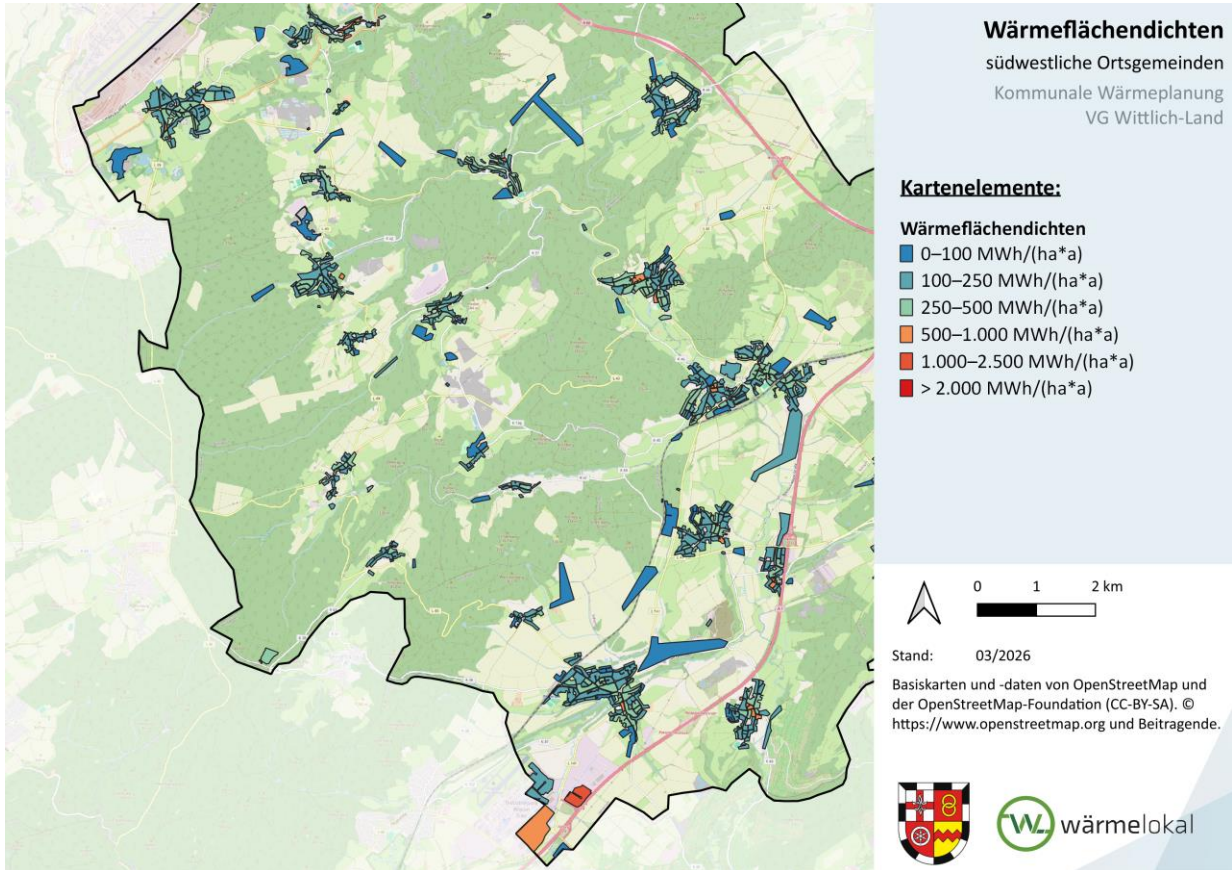 Wärmeflächendichten
südwestliche Ortsgemeinden
Kommunale Wärmeplanung
VG Wittlich-Land
Kartenelemente:
Wärmeflächendichten
0–100 MWh/(ha*a)
100–250 MWh/(ha*a)
250–500 MWh/(ha*a)
500–1.000 MWh/(ha*a)
1.000–2.500 MWh/(ha*a)
> 2.000 MWh/(ha*a)
0 1 2 km
Stand: 03/2026
Basiskarten und -daten von OpenStreetMap und
der OpenStreetMap-Foundation (CC-BY-SA). ©
https://www.openstreetmap.org und Beitragende.
WL wärmelokal